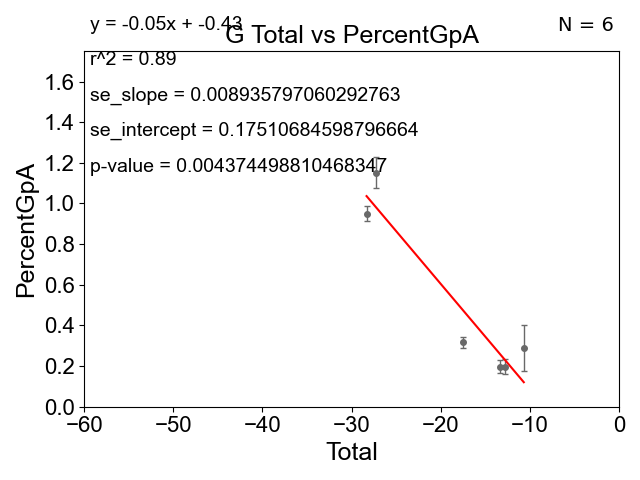 y = -0.05x + -0.43
N = 6
G Total vs PercentGpA
r^2 = 0.89
se_slope = 0.008935797060292763
se_intercept = 0.17510684598796664
p-value = 0.004374498810468347
PercentGpA
1.6
1.4
1.2
1.0
0.8
0.6
0.4
0.2
0.0
−60 −50 −40 −30 −20 −10 0
Total